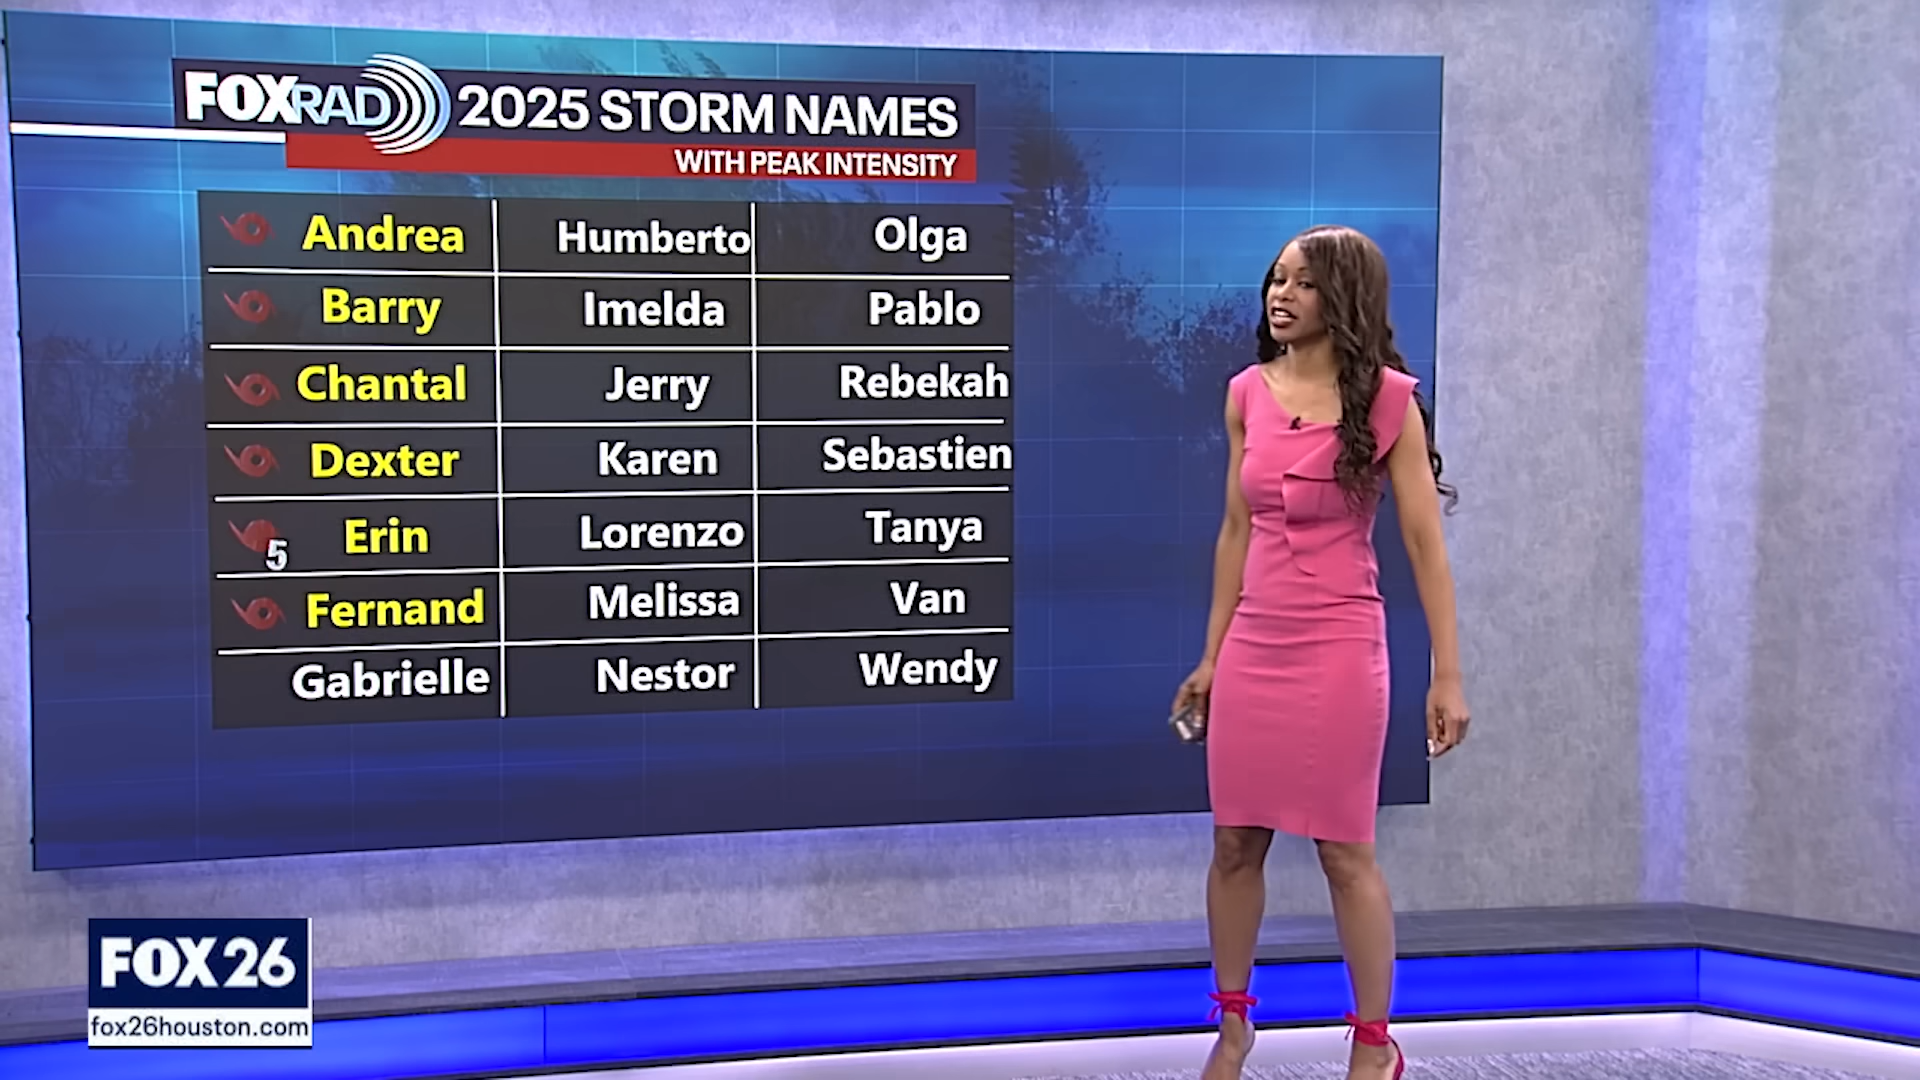 FOXRAD 2025 STORM NAMES
WITH PEAK INTENSITY
Andrea Humberto Olga
Barry Imelda Pablo
Chantal Jerry Rebekah
Dexter Karen Sebastien
5 Erin Lorenzo Tanya
Fernand Melissa Van
Gabrielle Nestor Wendy
FOX 26
fox26houston.com